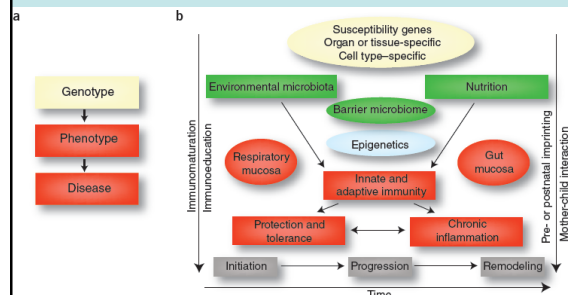 a
Genotype
Phenotype
Disease
b
Susceptibility genes
Organ or tissue-specific
Cell type–specific
Environmental microbiota
Nutrition
Barrier microbiome
Epigenetics
Respiratory
mucosa
Gut
mucosa
Innate and
adaptive immunity
Protection and
tolerance
Chronic
inflammation
Initiation
Progression
Remodeling
Time
Immunomaturation
Immunoeducation
Pre- or postnatal imprinting
Mother-child interaction